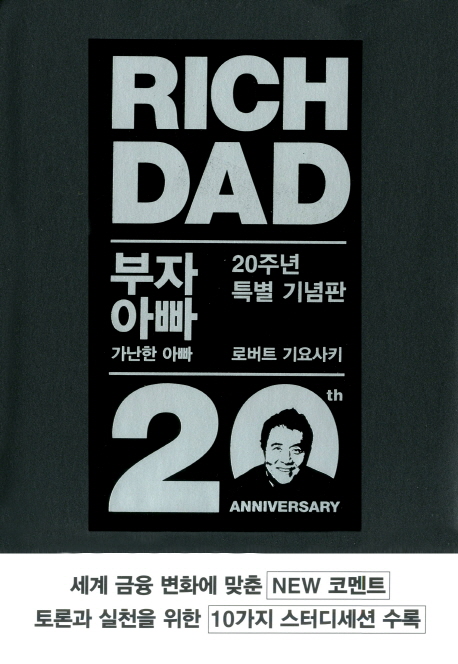 RICH
DAD
부자
아빠
가난한 아빠
20주년
특별 기념판
로버트 기요사키
20th
ANNIVERSARY
세계 금융 변화에 맞춘 NEW 코멘트
토론과 실천을 위한 10가지 스터디세션 수록